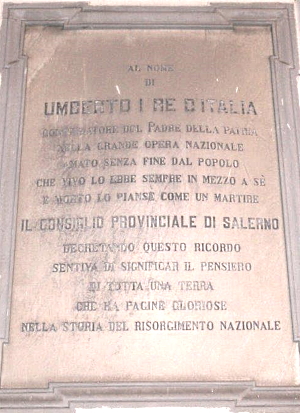 AL NOME
DI
UMBERTO I RE D'ITALIA
CONTINUATORE DEL PADRE DELLA PATRIA
NELLA GRANDE OPERA NAZIONALE
AMATO SENZA FINE DAL POPOLO
CHE VIVO LO EBBE SEMPRE IN MEZZO A SÈ
E MORTO LO PIANSE COME UN MARTIRE
IL CONSIGLIO PROVINCIALE DI SALERNO
DECRETANDO QUESTO RICORDO
SENTIVA DI SIGNIFICAR IL PENSIERO
DI TUTTA UNA TERRA
CHE HA PAGINE GLORIOSE
NELLA STORIA DEL RISORGIMENTO NAZIONALE